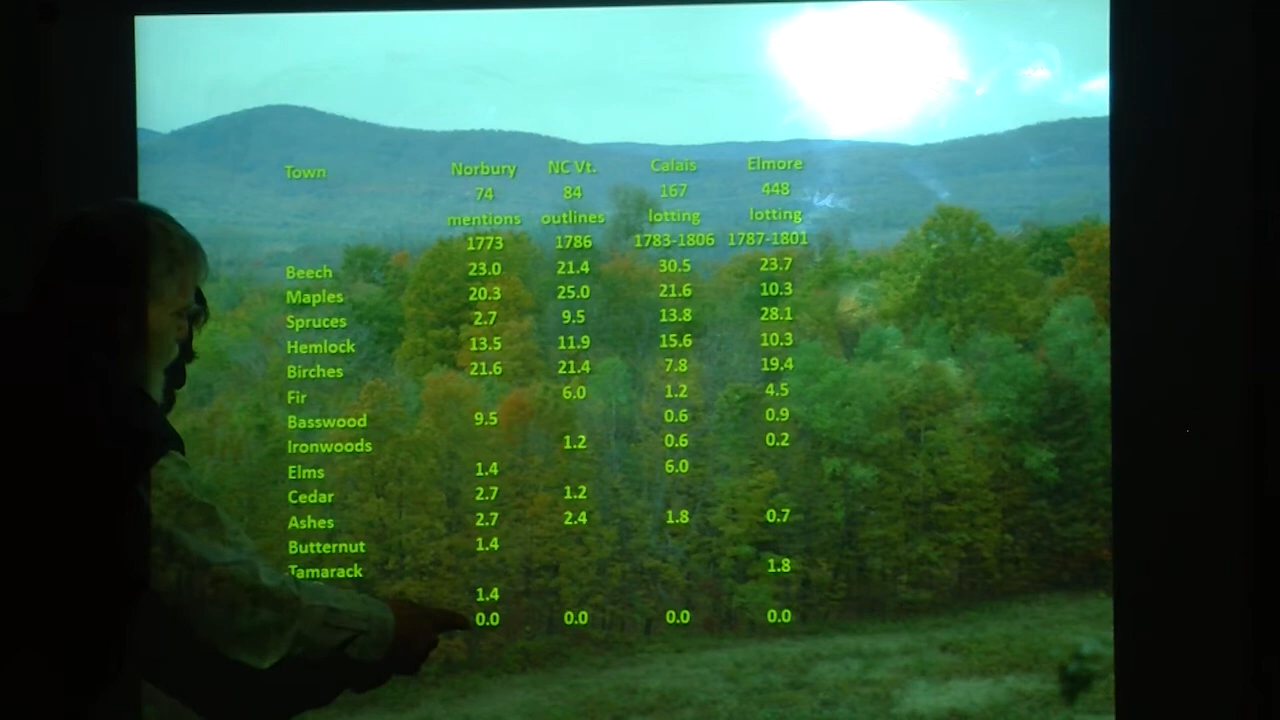 Town Norbury NC Vt. Calais Elmore
74 84 167 448
mentions outlines lotting lotting
1773 1786 1783-1806 1787-1801
Beech 23.0 21.4 30.5 23.7
Maples 20.3 25.0 21.6 10.3
Spruces 2.7 9.5 13.8 28.1
Hemlock 13.5 11.9 15.6 10.3
Birches 21.6 21.4 7.8 19.4
Fir 6.0 1.2 4.5
Basswood 9.5 0.6 0.9
Ironwoods 1.2 0.6 0.2
Elms 1.4 6.0
Cedar 2.7 1.2
Ashes 2.7 2.4 1.8 0.7
Butternut 1.4
Tamarack 1.8
1.4
0.0 0.0 0.0 0.0